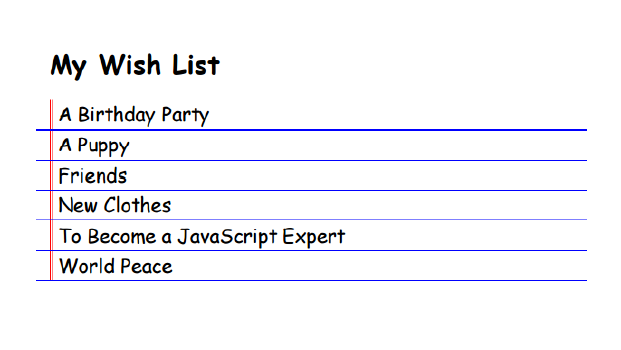 My Wish List
A Birthday Party
A Puppy
Friends
New Clothes
To Become a JavaScript Expert
World Peace